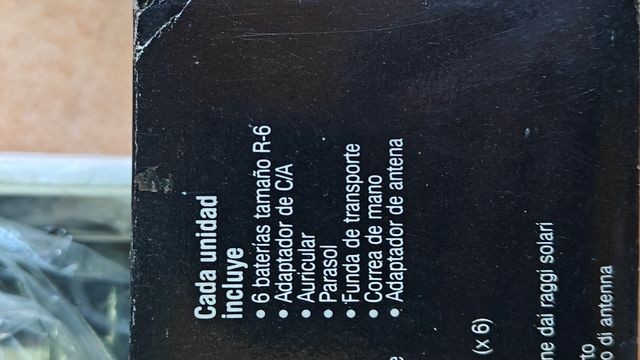 Cada unidad
incluye
• 6 baterías tamaño R-6
• Adaptador de C/A
• Auricular
• Parasol
• Funda de transporte
• Correa de mano
• Adaptador de antena
(x 6)
ne dai raggi solari
to
o di antenna